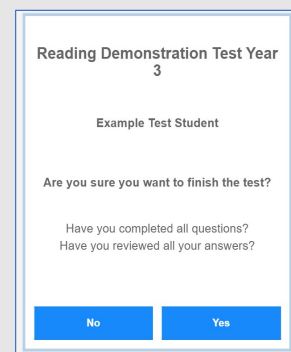 Reading Demonstration Test Year
3
Example Test Student
Are you sure you want to finish the test?
Have you completed all questions?
Have you reviewed all your answers?
No
Yes